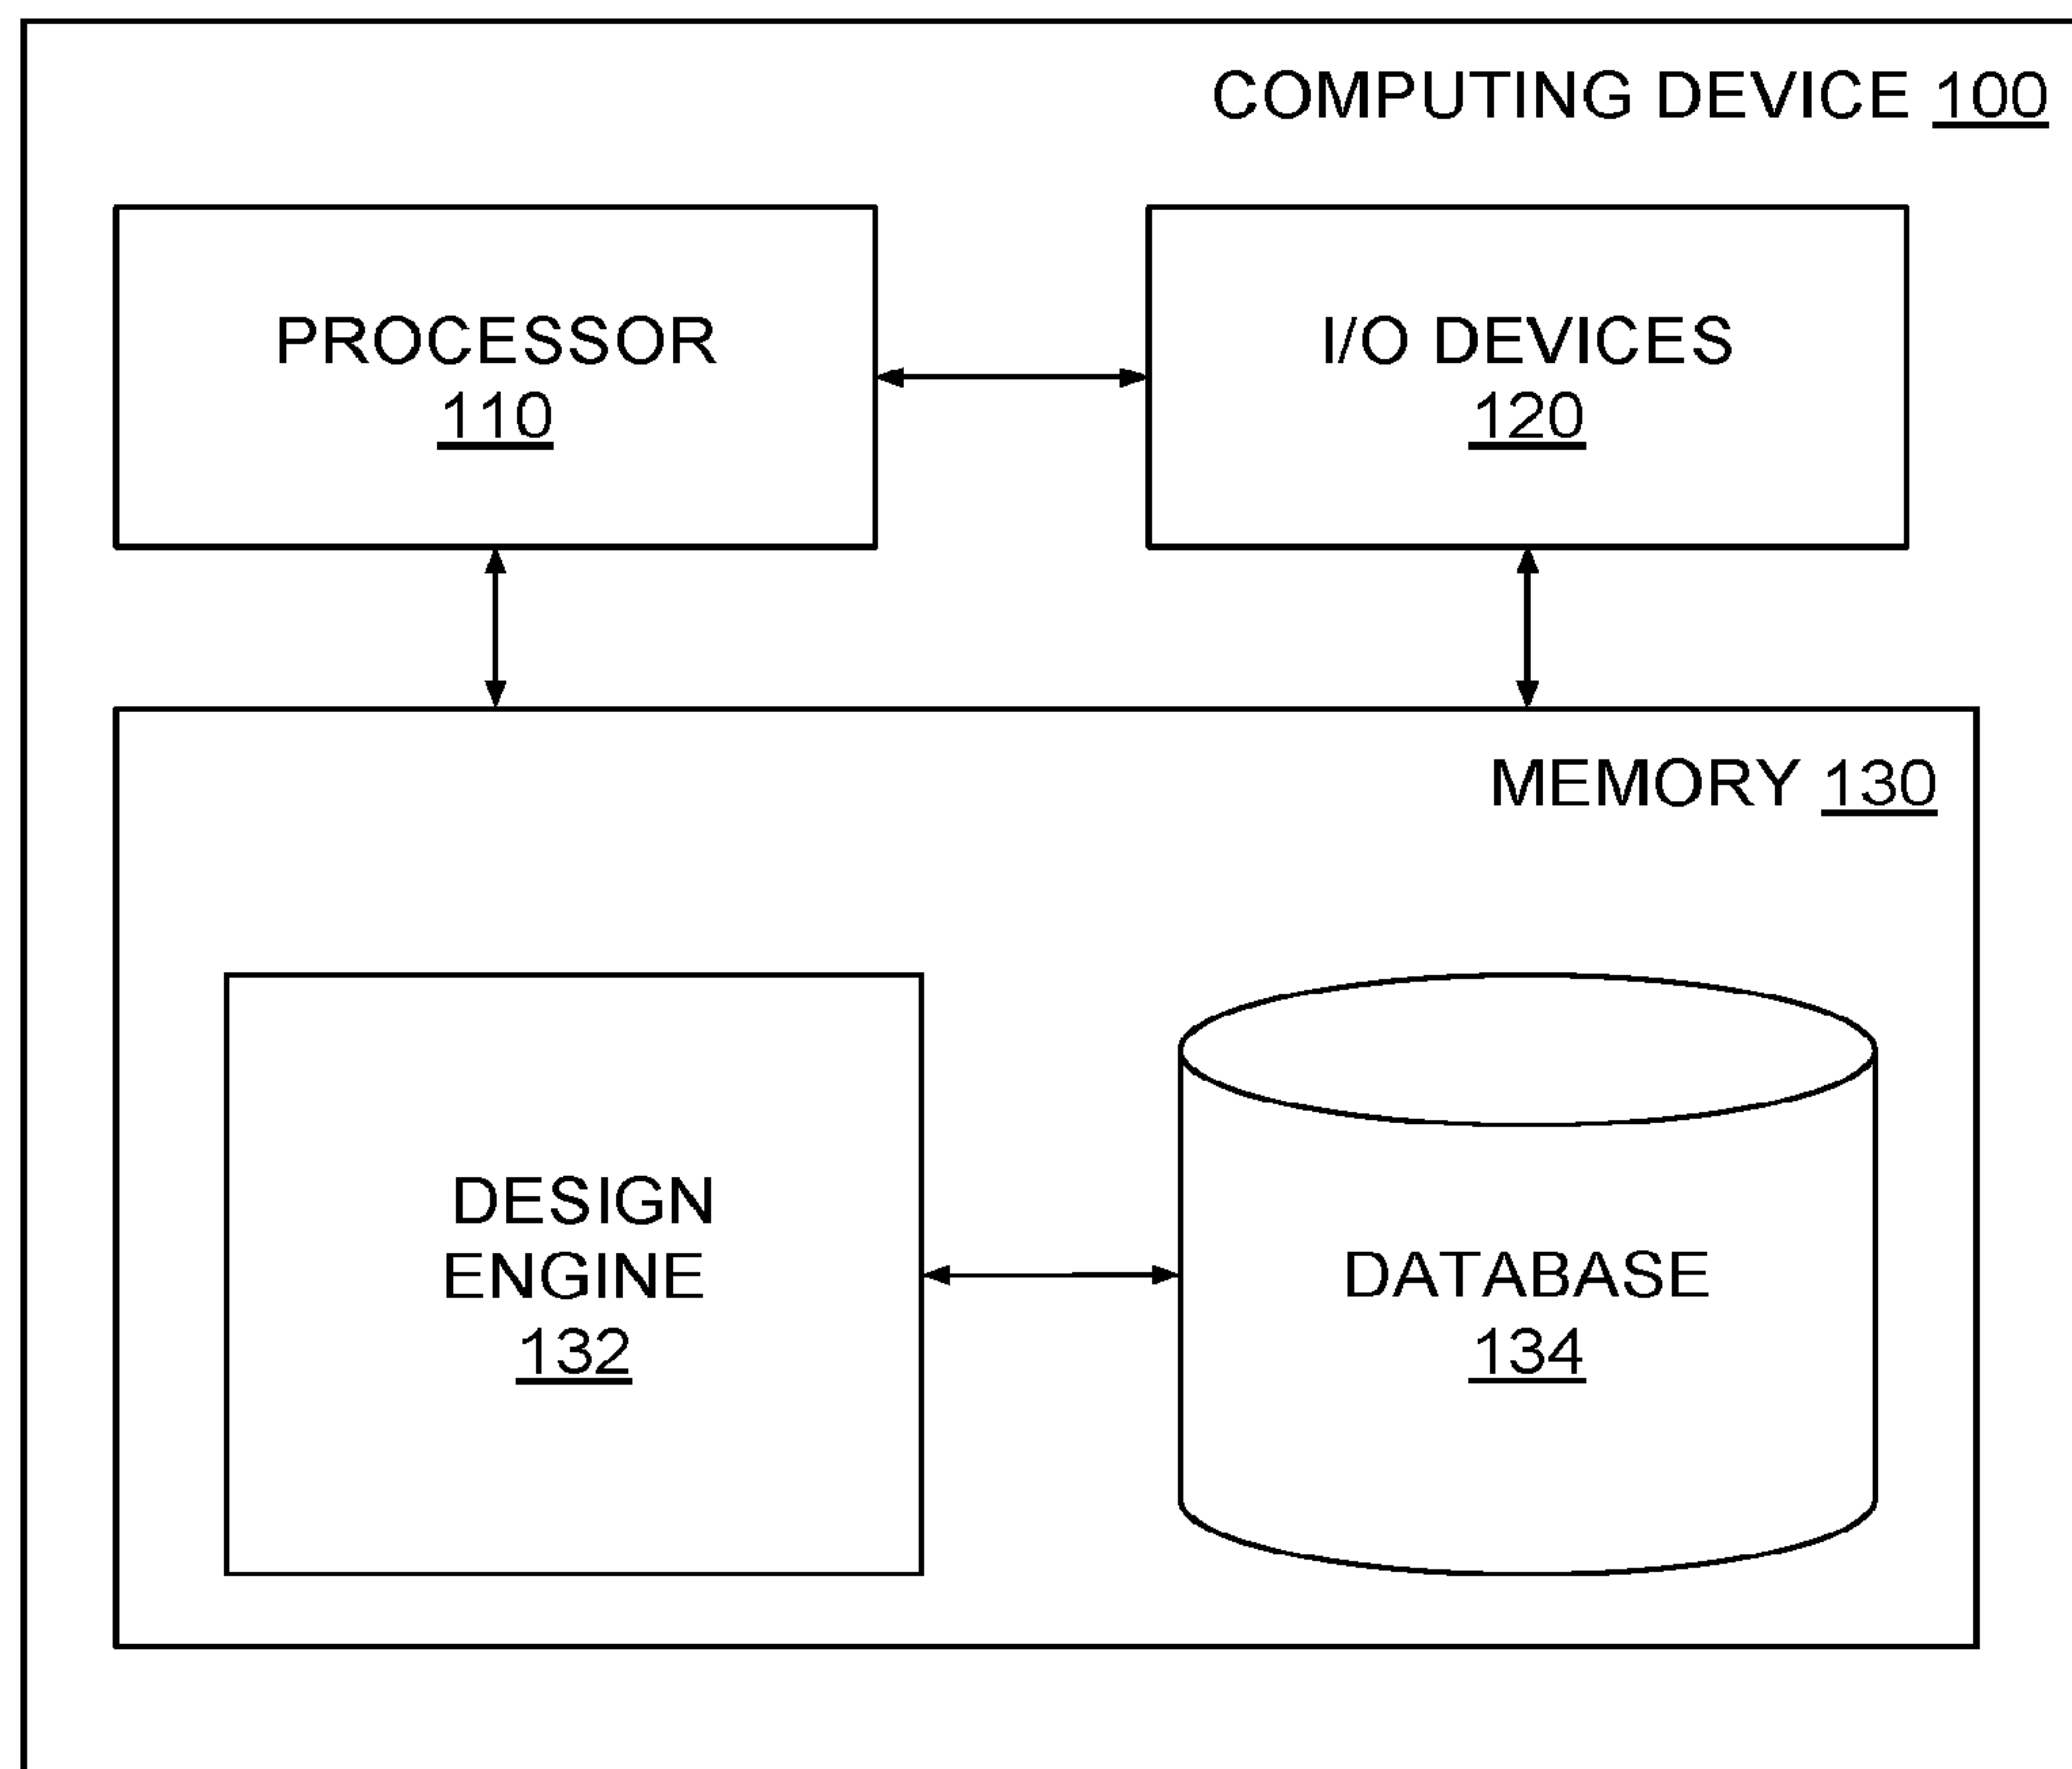 COMPUTING DEVICE 100
PROCESSOR
110
I/O DEVICES
120
MEMORY 130
DESIGN
ENGINE
132
DATABASE
134